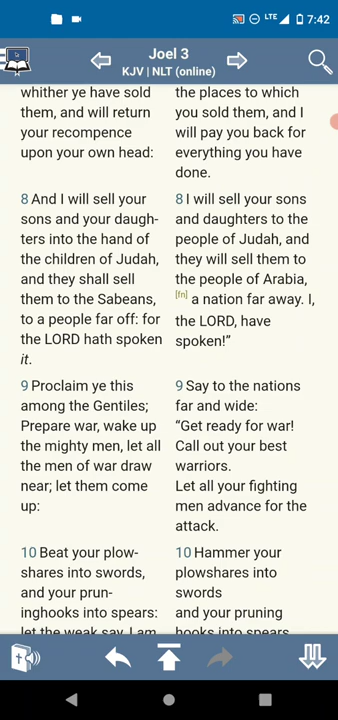 LTE 7:42
Joel 3
KJV | NLT (online)
whither ye have sold
them, and will return
your recompence
upon your own head:
8 And I will sell your
sons and your daugh-
ters into the hand of
the children of Judah,
and they shall sell
them to the Sabeans,
to a people far off: for
the LORD hath spoken
it.
9 Proclaim ye this
among the Gentiles;
Prepare war, wake up
the mighty men, let all
the men of war draw
near; let them come
up:
10 Beat your plow-
shares into swords,
and your prun-
inghooks into spears:
let the weak say, I am
the places to which
you sold them, and I
will pay you back for
everything you have
done.
8 I will sell your sons
and daughters to the
people of Judah, and
they will sell them to
the people of Arabia,
[fn] a nation far away. I,
the LORD, have
spoken!”
9 Say to the nations
far and wide:
“Get ready for war!
Call out your best
warriors.
Let all your fighting
men advance for the
attack.
10 Hammer your
plowshares into
swords
and your pruning
hooks into spears